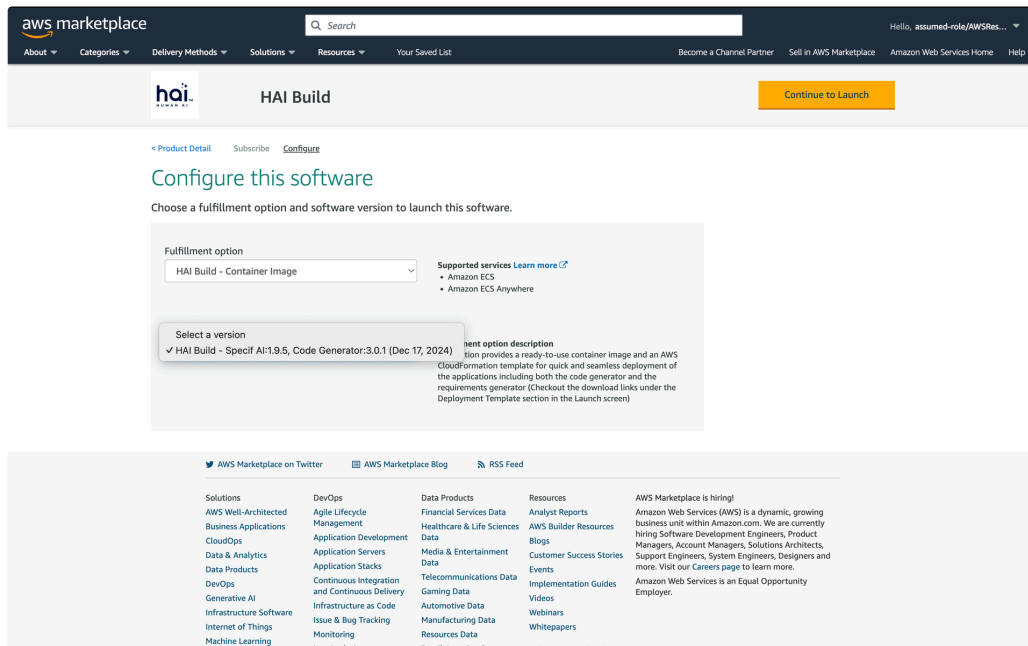 aws marketplace
Search
Hello, assumed-role/AWSRes...
About
Categories
Delivery Methods
Solutions
Resources
Your Saved List
Become a Channel Partner
Sell in AWS Marketplace
Amazon Web Services Home
Help
hai
HUMAN AI
HAI Build
Continue to Launch
< Product Detail
Subscribe
Configure
Configure this software
Choose a fulfillment option and software version to launch this software.
Fulfillment option
HAI Build - Container Image
Supported services Learn more
• Amazon ECS
• Amazon ECS Anywhere
Select a version
✓ HAI Build - Specif AI:1.9.5, Code Generator:3.0.1 (Dec 17, 2024)
option description
provides a ready-to-use container image and an AWS
CloudFormation template for quick and seamless deployment of
the applications including both the code generator and the
requirements generator (Checkout the download links under the
Deployment Template section in the Launch screen)
AWS Marketplace on Twitter
AWS Marketplace Blog
RSS Feed
Solutions
AWS Well-Architected
Business Applications
CloudOps
Data & Analytics
Data Products
DevOps
Generative AI
Infrastructure Software
Internet of Things
Machine Learning
DevOps
Agile Lifecycle
Management
Application Development
Application Servers
Application Stacks
Continuous Integration
and Continuous Delivery
Infrastructure as Code
Issue & Bug Tracking
Monitoring
Data Products
Financial Services Data
Healthcare & Life Sciences
Data
Media & Entertainment
Data
Telecommunications Data
Gaming Data
Automotive Data
Manufacturing Data
Resources Data
Resources
Analyst Reports
AWS Builder Resources
Blogs
Customer Success Stories
Events
Implementation Guides
Videos
Webinars
Whitepapers
AWS Marketplace is hiring!
Amazon Web Services (AWS) is a dynamic, growing
business unit within Amazon.com. We are currently
hiring Software Development Engineers, Product
Managers, Account Managers, Solutions Architects,
Support Engineers, System Engineers, Designers and
more. Visit our Careers page to learn more.
Amazon Web Services is an Equal Opportunity
Employer.